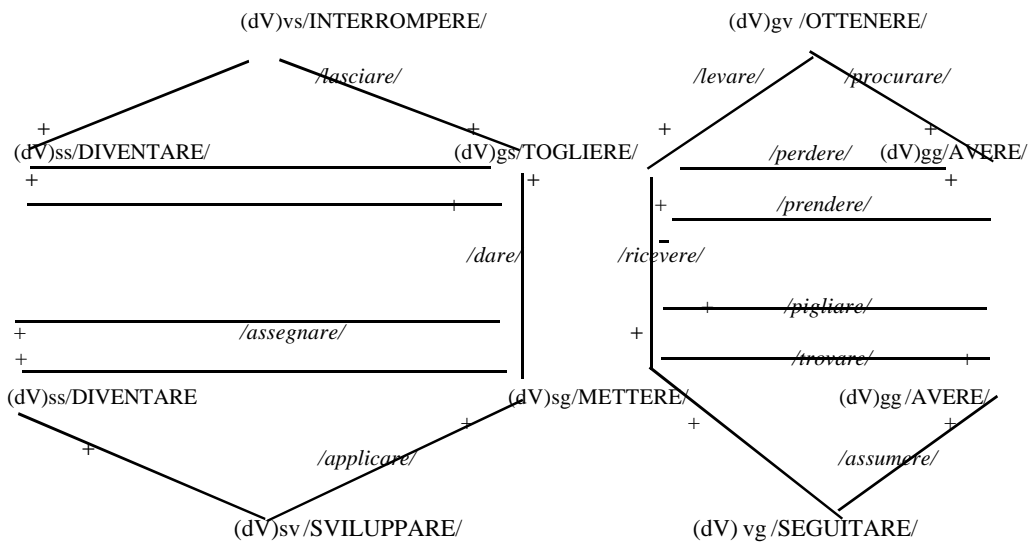 (dV)vs/INTERROMPERE/ (dV)gv /OTTENERE/
/lasciare/ /levare/ /procurare/
+ + + +
(dV)ss/DIVENTARE/ (dV)gs/TOGLIERE/ /perdere/ (dV)gg/AVERE/
+ + +
+ + /prendere/
/dare/ /ricevere/
+ /pigliare/
+ /assegnare/ +
+ /trovare/ +
(dV)ss/DIVENTARE (dV)sg/METTERE/ (dV)gg /AVERE/
+ + +
+ /applicare/ /assumere/
(dV)sv /SVILUPPARE/ (dV) vg /SEGUITARE/